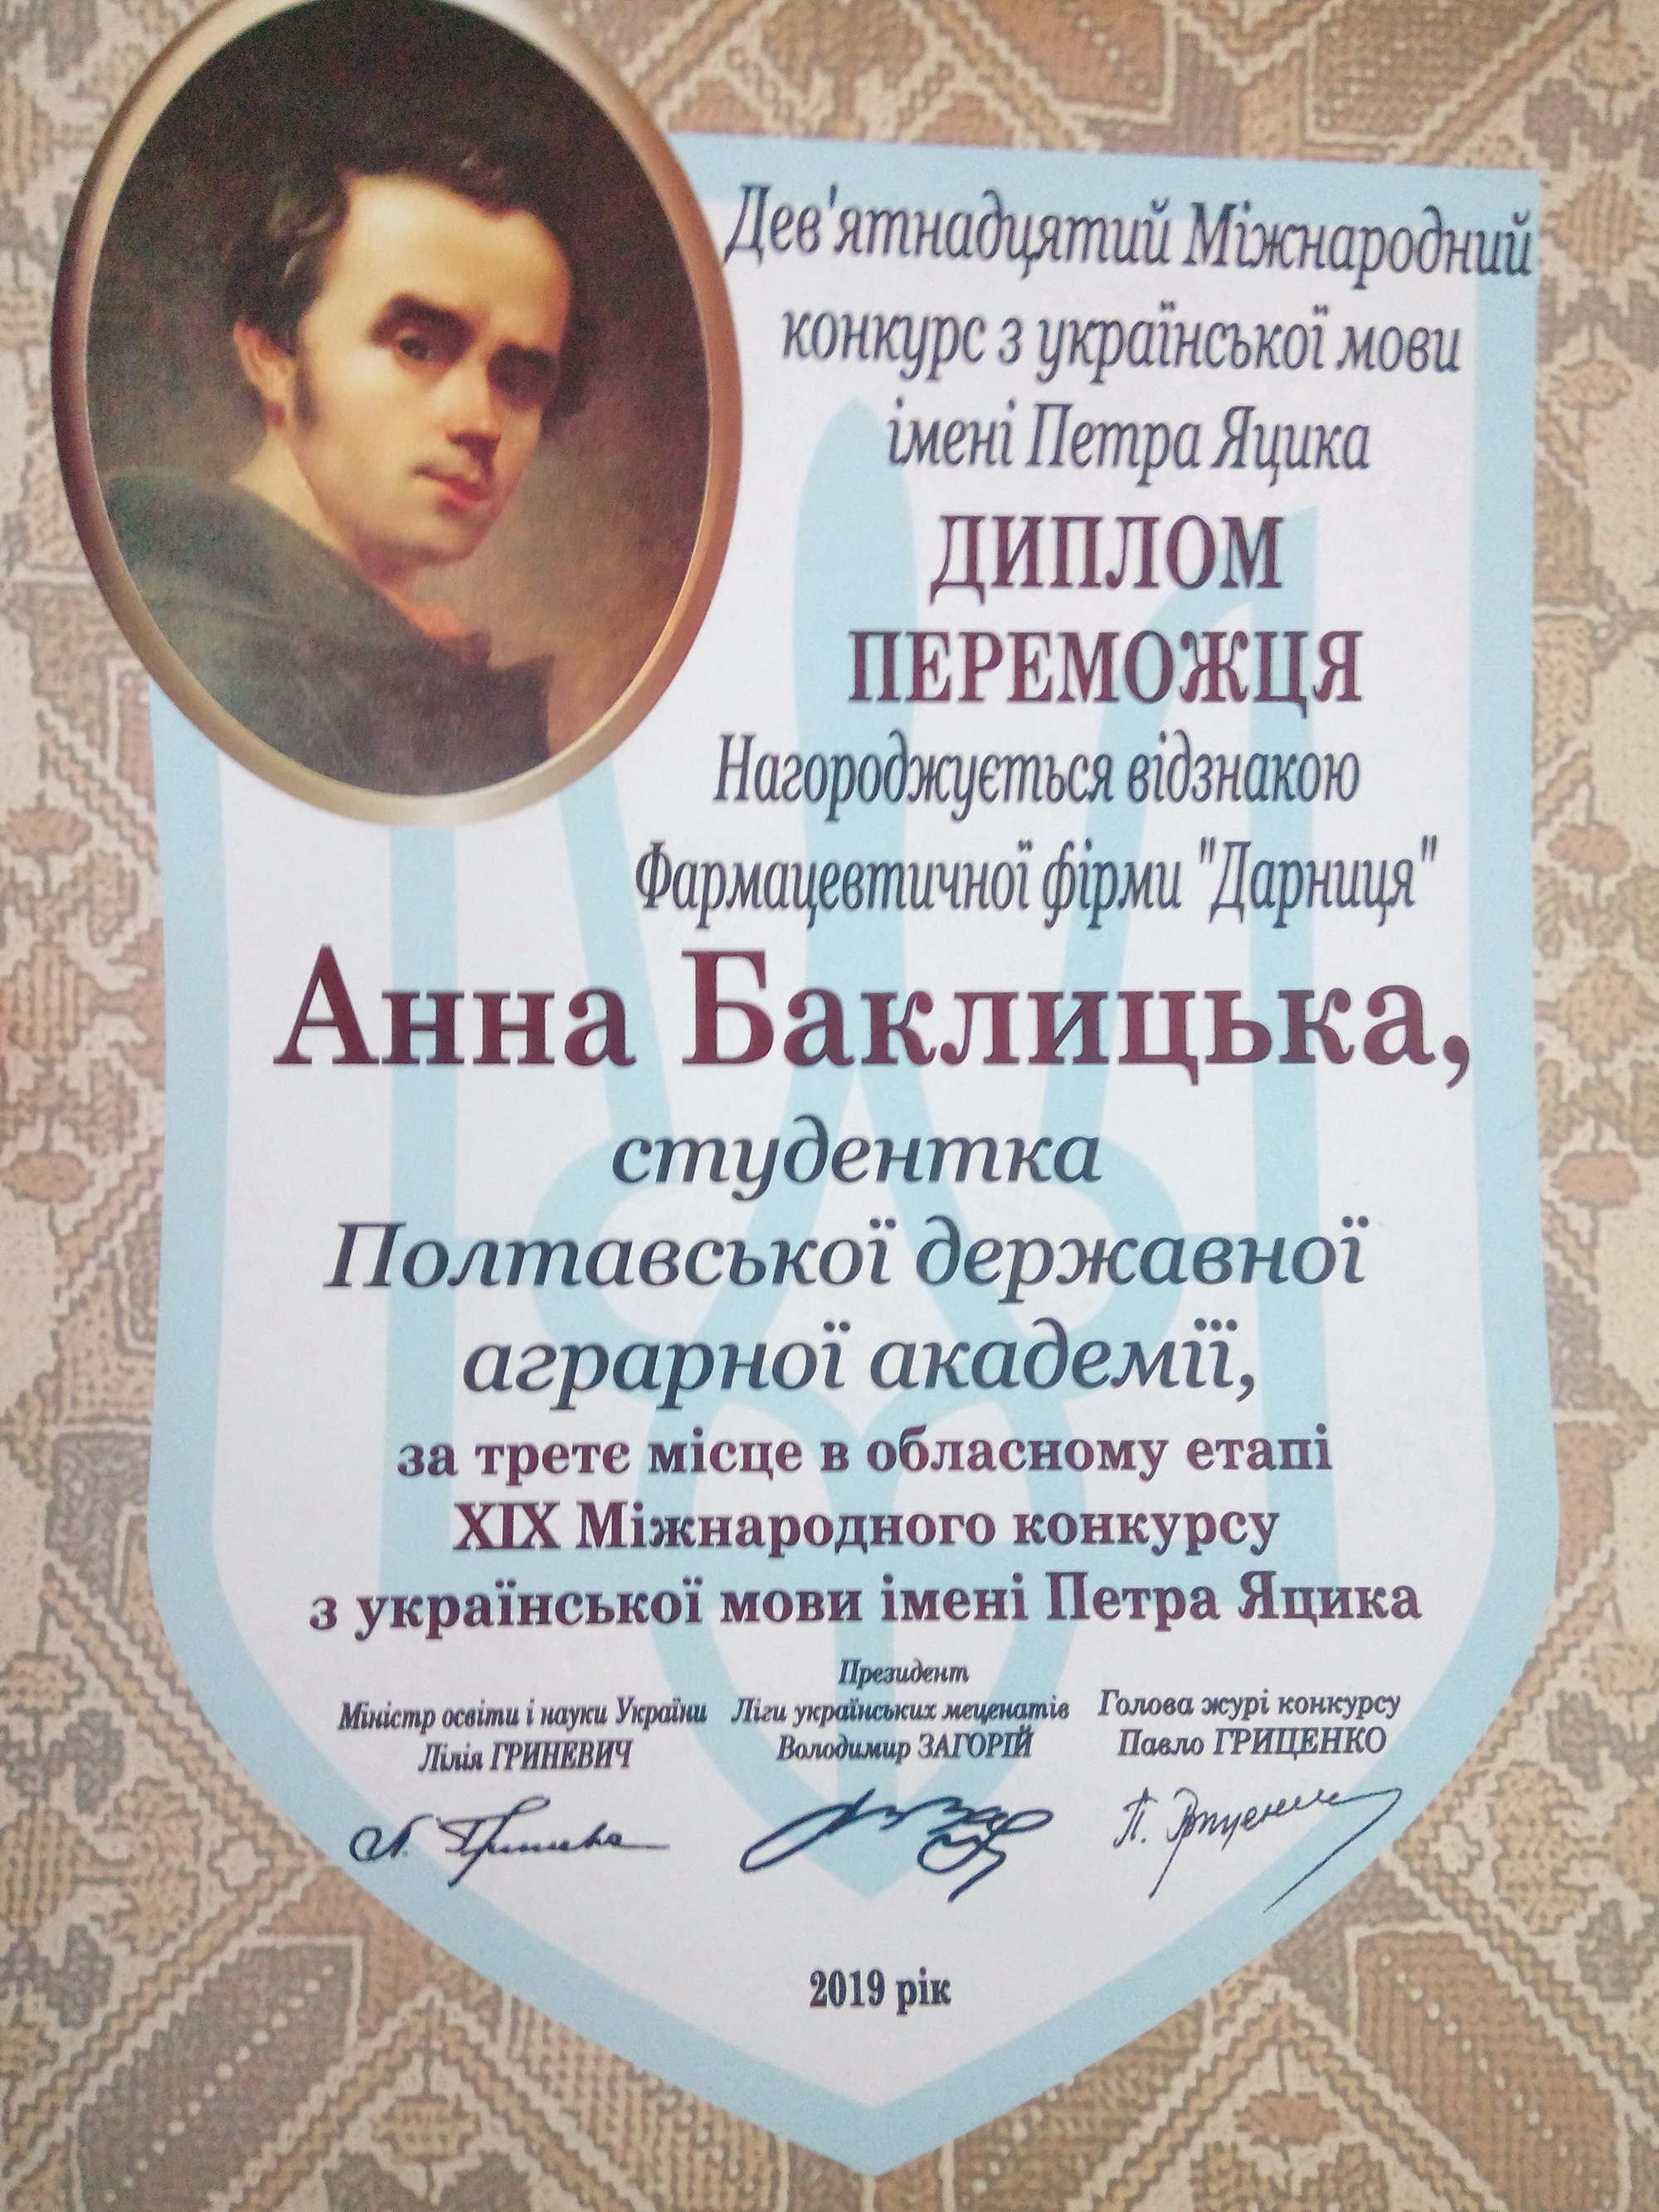 Дев'ятнадцятий Міжнародний
конкурс з української мови
імені Петра Яцика
ДИПЛОМ
ПЕРЕМОЖЦЯ
Нагороджується відзнакою
Фармацевтичної фірми "Дарниця"
Анна Баклицька,
студентка
Полтавської державної
аграрної академії,
за третє місце в обласному етапі
XIX Міжнародного конкурсу
з української мови імені Петра Яцика
Міністр освіти і науки України
Лілія ГРИНЕВИЧ
Президент
Ліги українських меценатів
Володимир ЗАГОРІЙ
Голова журі конкурсу
Павло ГРИЦЕНКО
2019 рік